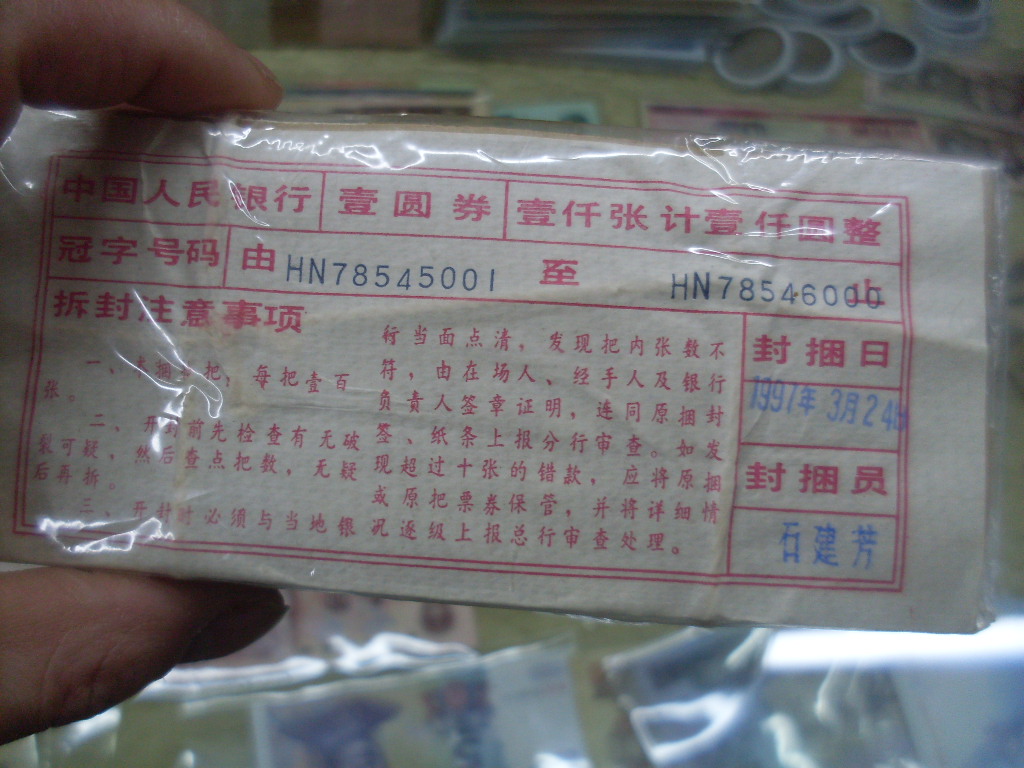 中国人民银行 壹圆券 壹仟张计壹仟圆整
冠字号码 由 HN78545001 至 HN78546000 止
拆封注意事项
一、 捆 把，每把壹百
张。
二、开封前先检查有无破
裂可疑，然后查点把数，无疑
后再拆。
三、开封时必须与当地银
行当面点清，发现把内张数不
符，由在场人、经手人及银行
负责人签章证明，连同原捆封
签、纸条上报分行审查。如发
现超过十张的错款，应将原捆
或原把票券保管，并将详细情
况逐级上报总行审查处理。
封捆日
1997年3月24日
封捆员
石建芳